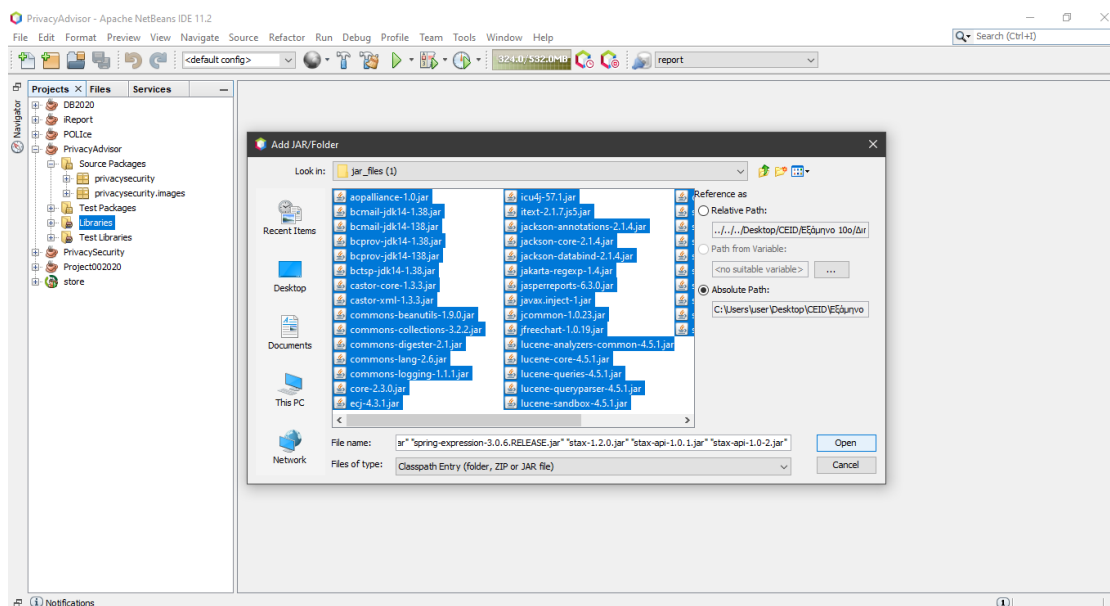 PrivacyAdvisor - Apache NetBeans IDE 11.2
File Edit Format Preview View Navigate Source Refactor Run Debug Profile Team Tools Window Help
Search (Ctrl+I)
<default config>
324.0/532.0MB
report
Projects Files Services
Navigator
DB2020
iReport
POLIce
PrivacyAdvisor
Source Packages
privacysecurity
privacysecurity.images
Test Packages
Libraries
Test Libraries
PrivacySecurity
Project002020
store
Add JAR/Folder
Look in: jar_files (1)
Recent Items
Desktop
Documents
This PC
Network
aopalliance-1.0.jar
bcmail-jdk14-1.38.jar
bcmail-jdk14-138.jar
bcprov-jdk14-1.38.jar
bcprov-jdk14-138.jar
bctsp-jdk14-1.38.jar
castor-core-1.3.3.jar
castor-xml-1.3.3.jar
commons-beanutils-1.9.0.jar
commons-collections-3.2.2.jar
commons-digester-2.1.jar
commons-lang-2.6.jar
commons-logging-1.1.1.jar
core-2.3.0.jar
ecj-4.3.1.jar
icu4j-57.1.jar
itext-2.1.7.js5.jar
jackson-annotations-2.1.4.jar
jackson-core-2.1.4.jar
jackson-databind-2.1.4.jar
jakarta-regexp-1.4.jar
jasperreports-6.3.0.jar
javax.inject-1.jar
jcommon-1.0.23.jar
jfreechart-1.0.19.jar
lucene-analyzers-common-4.5.1.jar
lucene-core-4.5.1.jar
lucene-queries-4.5.1.jar
lucene-queryparser-4.5.1.jar
lucene-sandbox-4.5.1.jar
Reference as
Relative Path:
../../../Desktop/CEID/Εξάμηνο 10ο/Διπ
Path from Variable:
<no suitable variable> ...
Absolute Path:
C:\Users\user\Desktop\CEID\Εξάμηνο
File name: ar" "spring-expression-3.0.6.RELEASE.jar" "stax-1.2.0.jar" "stax-api-1.0.1.jar" "stax-api-1.0-2.jar"
Open
Files of type: Classpath Entry (folder, ZIP or JAR file)
Cancel
Notifications
1